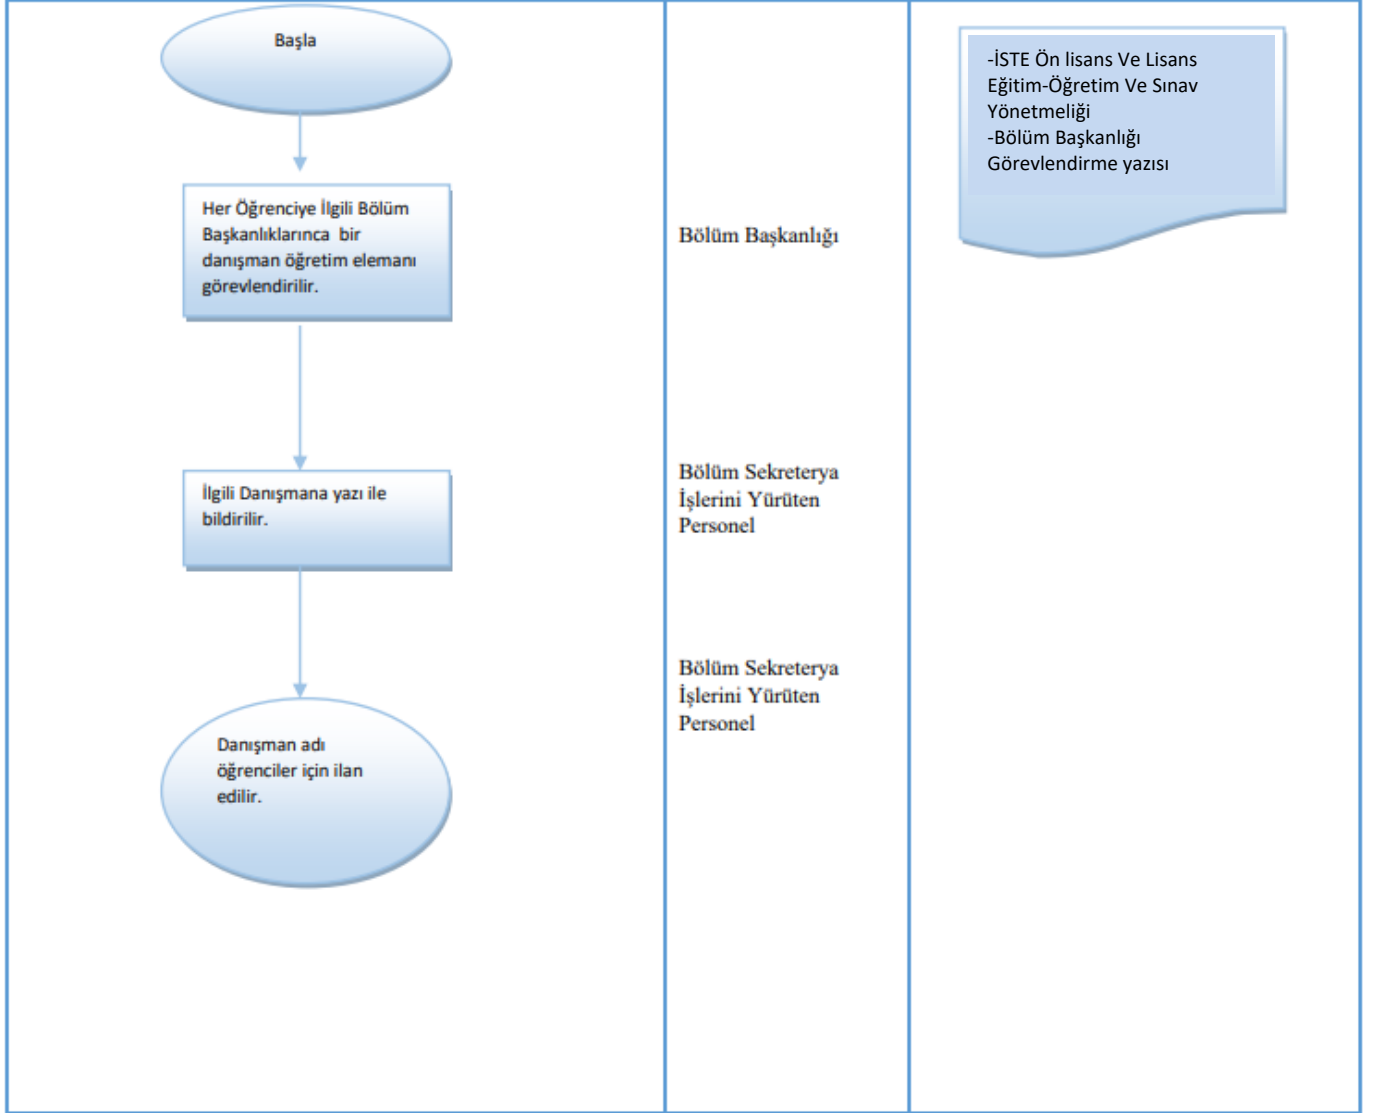 Başla
Her Öğrenciye İlgili Bölüm
Başkanlıklarınca bir
danışman öğretim elemanı
görevlendirilir.
İlgili Danışmana yazı ile
bildirilir.
Danışman adı
öğrenciler için ilan
edilir.
Bölüm Başkanlığı
Bölüm Sekreterya
İşlerini Yürüten
Personel
Bölüm Sekreterya
İşlerini Yürüten
Personel
-İSTE Ön lisans Ve Lisans
Eğitim-Öğretim Ve Sınav
Yönetmeliği
-Bölüm Başkanlığı
Görevlendirme yazısı